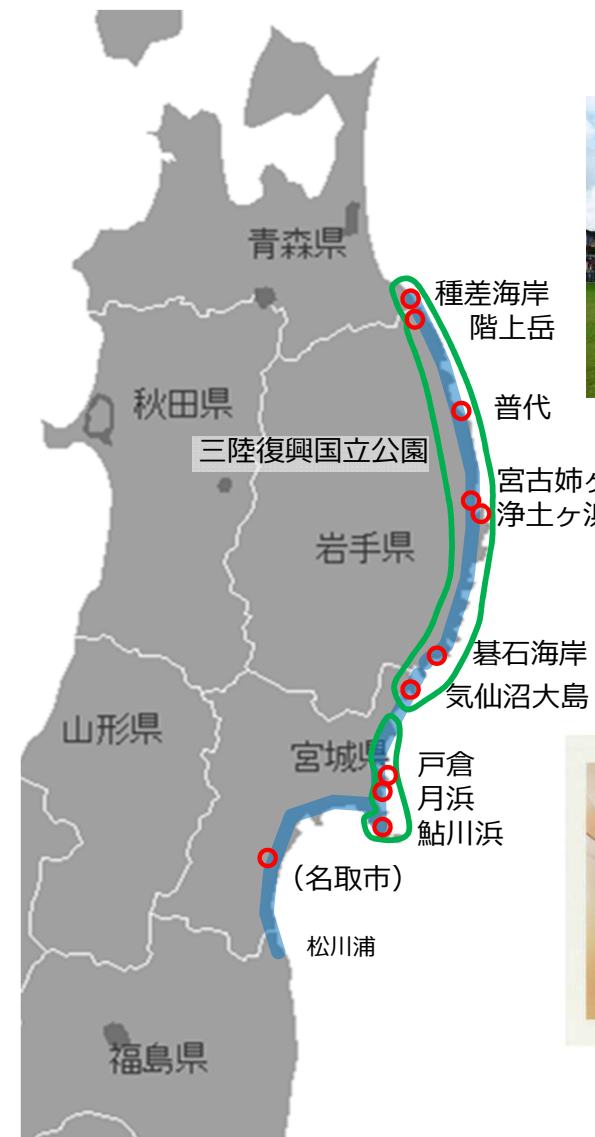 青森県
種差海岸
階上岳
秋田県
普代
三陸復興国立公園
宮古姉ヶ
浄土ヶ浜
岩手県
碁石海岸
気仙沼大島
山形県
宮城県
戸倉
月浜
鮎川浜
(名取市)
松川浦
福島県